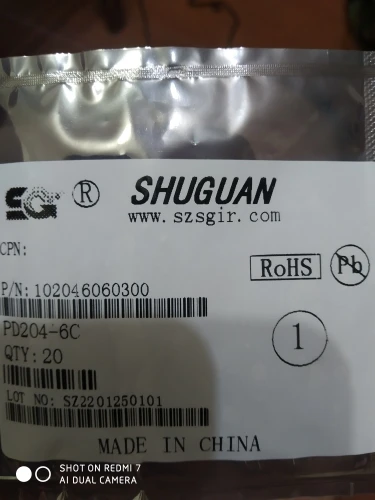 SG ® SHUGUAN
www.szsgir.com
CPN:
RoHS Pb
P/N: 102046060300
PD204-6C
1
QTY: 20
LOT NO: SZ2201250101
MADE IN CHINA
SHOT ON REDMI 7
AI DUAL CAMERA